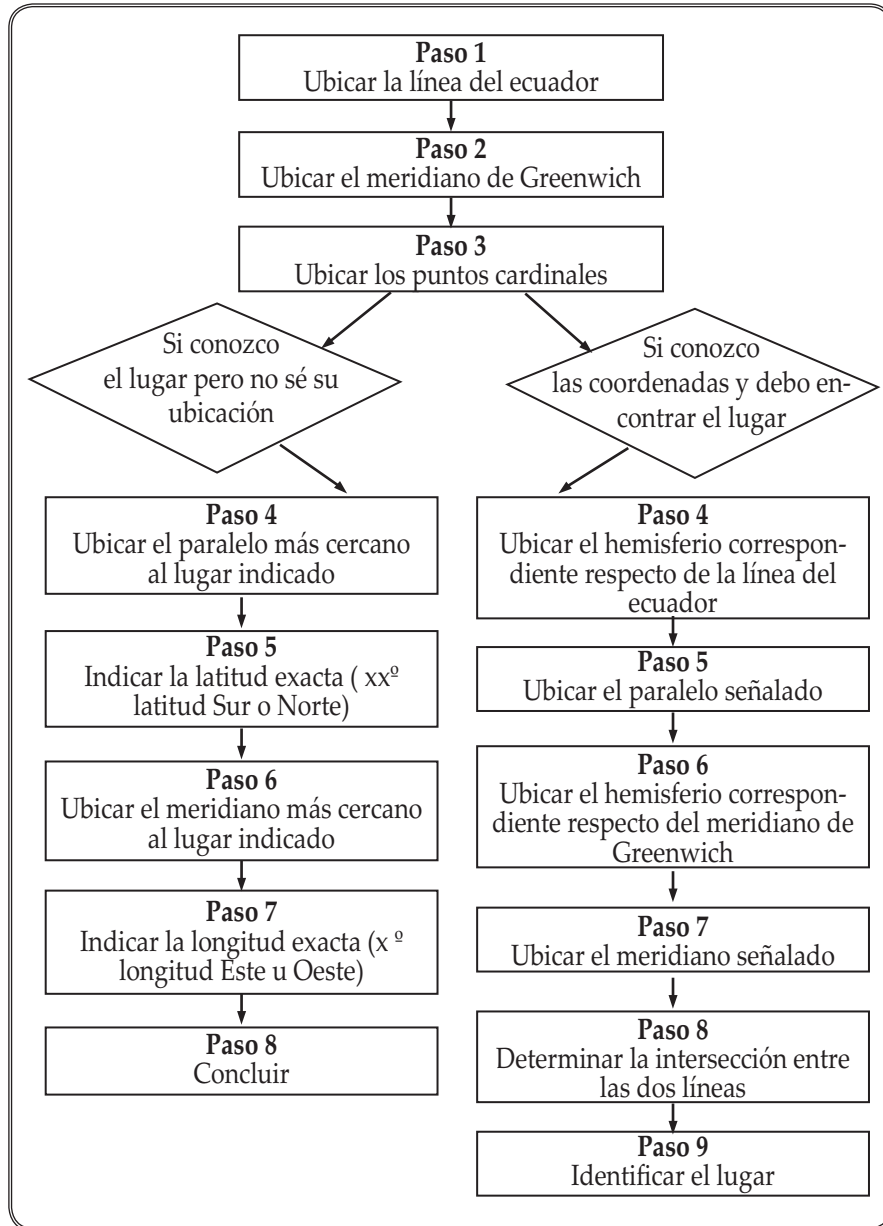 Paso 1
Ubicar la línea del ecuador
Paso 2
Ubicar el meridiano de Greenwich
Paso 3
Ubicar los puntos cardinales
Si conozco
el lugar pero no sé su
ubicación
Paso 4
Ubicar el paralelo más cercano
al lugar indicado
Paso 5
Indicar la latitud exacta ( xxº
latitud Sur o Norte)
Paso 6
Ubicar el meridiano más cercano
al lugar indicado
Paso 7
Indicar la longitud exacta (x º
longitud Este u Oeste)
Paso 8
Concluir
Si conozco
las coordenadas y debo en-
contrar el lugar
Paso 4
Ubicar el hemisferio correspon-
diente respecto de la línea del
ecuador
Paso 5
Ubicar el paralelo señalado
Paso 6
Ubicar el hemisferio correspon-
diente respecto del meridiano de
Greenwich
Paso 7
Ubicar el meridiano señalado
Paso 8
Determinar la intersección entre
las dos líneas
Paso 9
Identificar el lugar